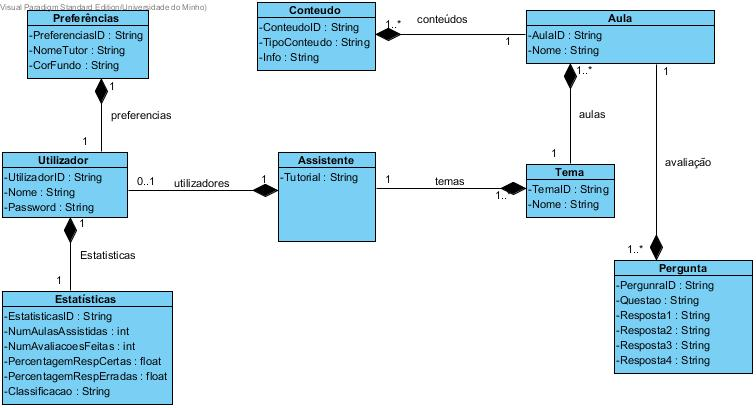 Visual Paradigm Standard Edition(Universidade do Minho)
Preferências
-PreferenciasID : String
-NomeTutor : String
-CorFundo : String
1
preferencias
1
Conteudo
-ConteudoID : String
-TipoConteudo : String
-Info : String
1..*
conteúdos
1
Aula
-AulaID : String
-Nome : String
1..*
aulas
1
1
avaliação
1..*
Utilizador
-UtilizadorID : String
-Nome : String
-Password : String
0..1
utilizadores
1
Assistente
-Tutorial : String
1
temas
1..*
Tema
-TemaID : String
-Nome : String
1
Estatisticas
1
Estatísticas
-EstatisticasID : String
-NumAulasAssistidas : int
-NumAvaliacoesFeitas : int
-PercentagemRespCertas : float
-PercentagemRespErradas : float
-Classificacao : String
Pergunta
-PergunraID : String
-Questao : String
-Resposta1 : String
-Resposta2 : String
-Resposta3 : String
-Resposta4 : String